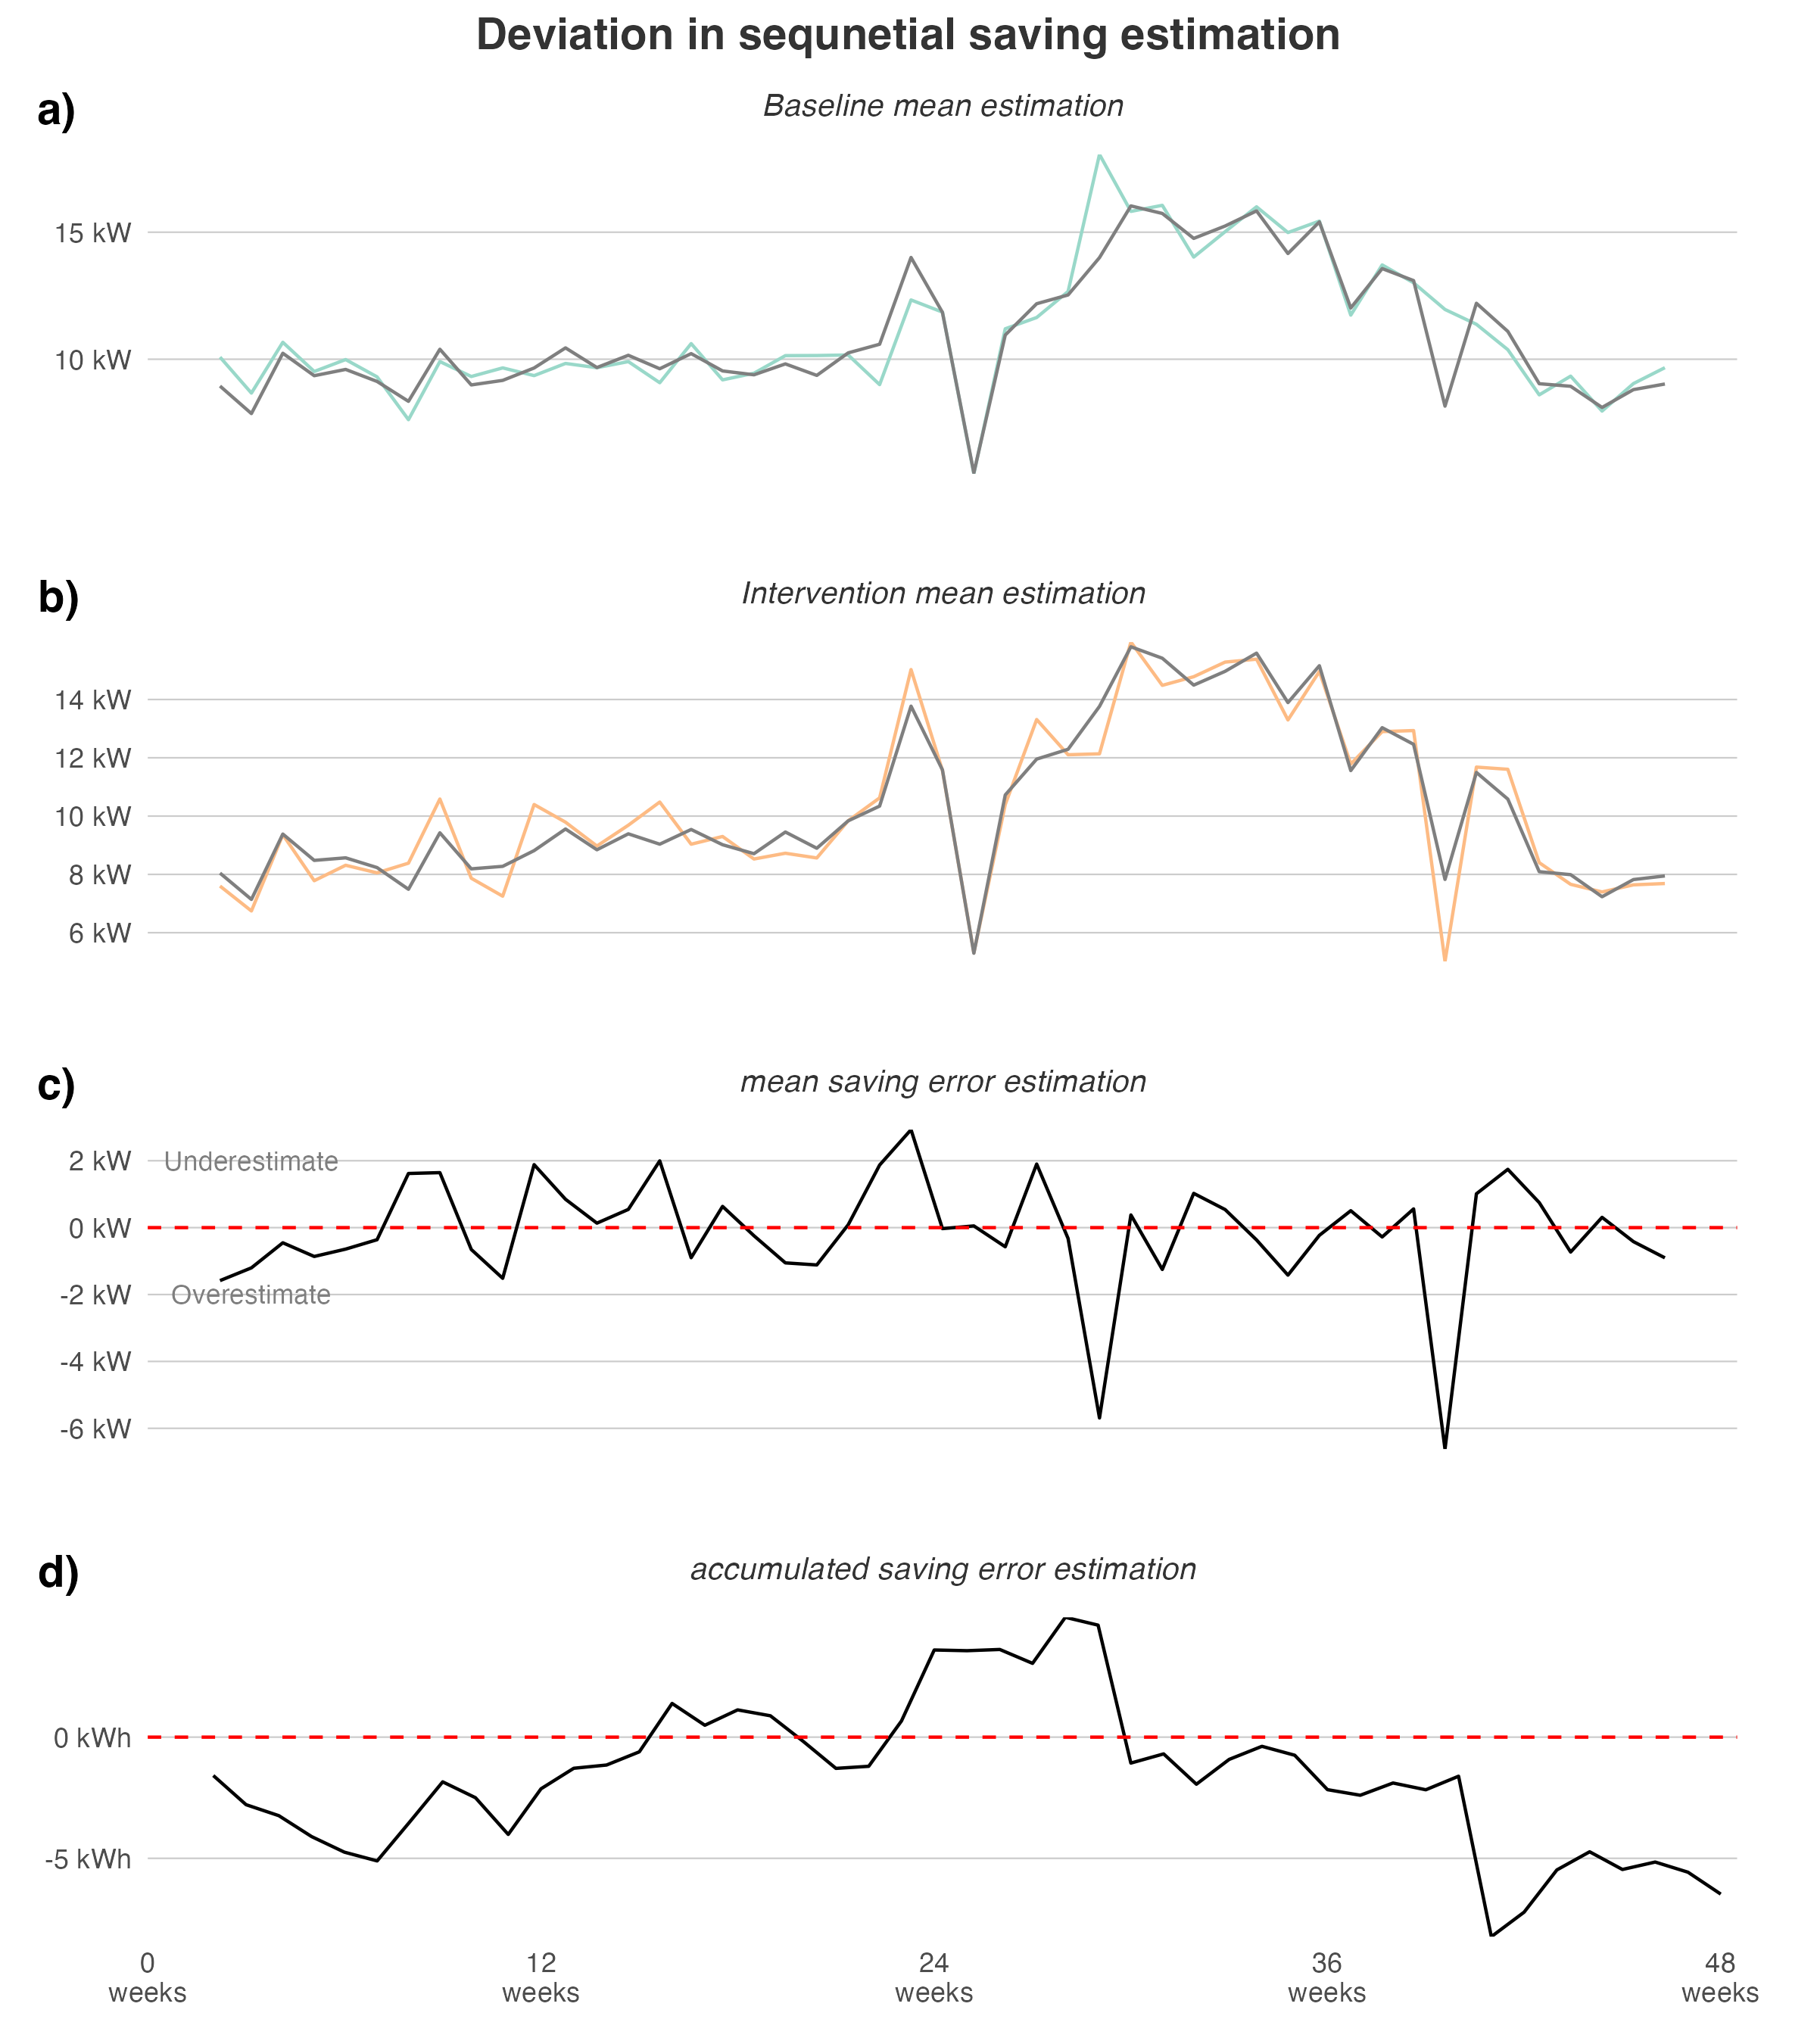 Deviation in sequnetial saving estimation
a)
Baseline mean estimation
15 kW
10 kW
b)
Intervention mean estimation
14 kW
12 kW
10 kW
8 kW
6 kW
c)
mean saving error estimation
2 kW
Underestimate
0 kW
-2 kW
Overestimate
-4 kW
-6 kW
d)
accumulated saving error estimation
0 kWh
-5 kWh
0 12 24 36 48
weeks weeks weeks weeks weeks